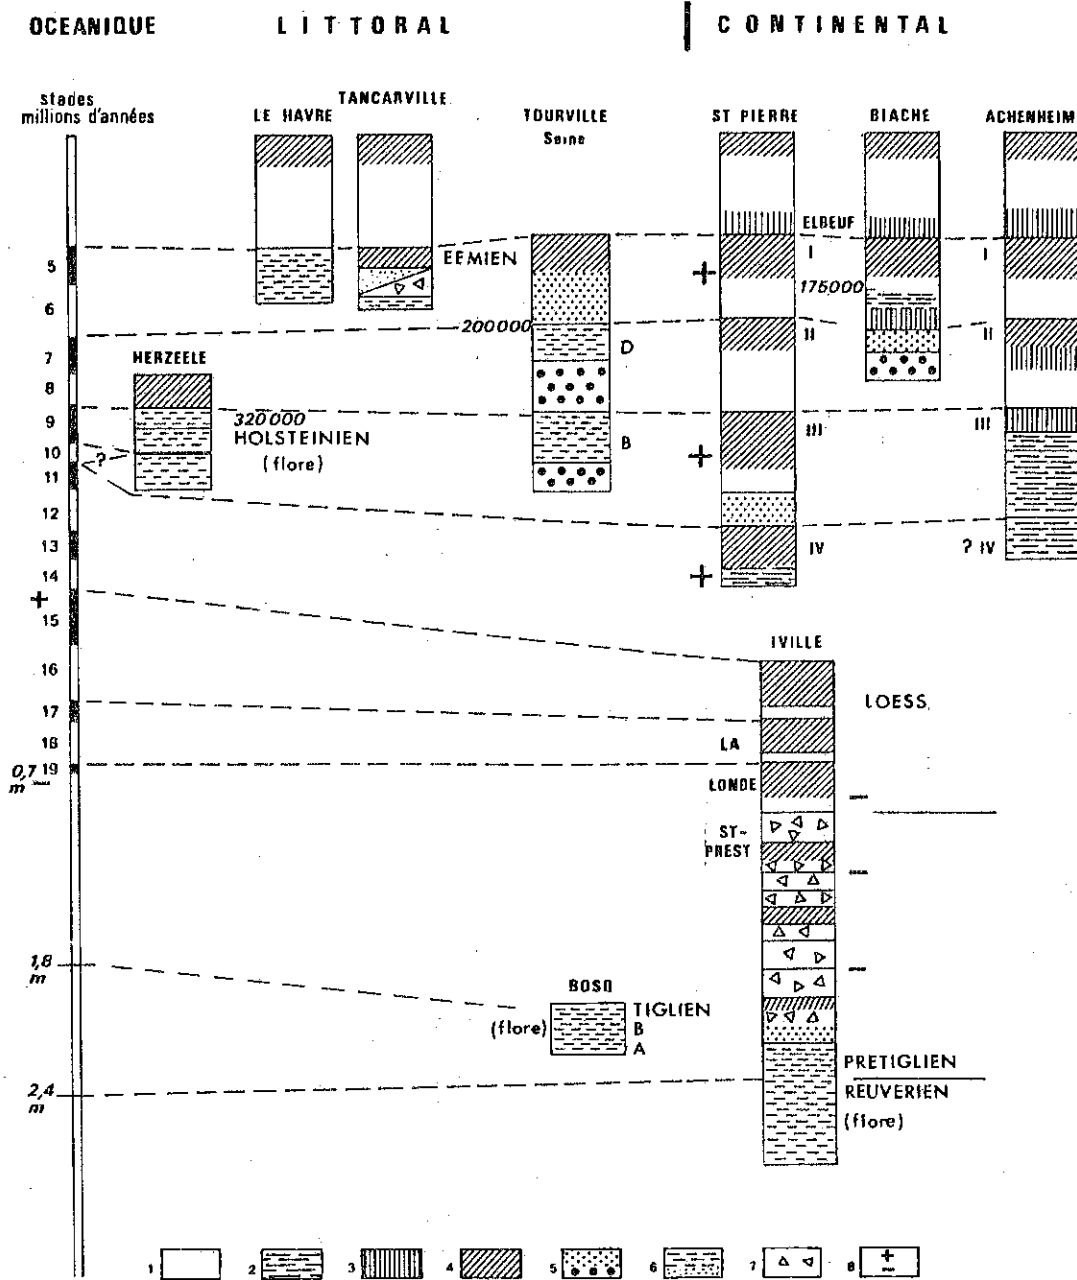 OCEANIQUE LITTORAL CONTINENTAL
stades
millions d'années
LE HAVRE TANCARVILLE TOURVILLE ST PIERRE BIACHE ACHENHEIM
Seine
ELBEUF
5 EEMIEN + I I
175000
6 200000 II II
D
7 HERZEELE
8
9 320000 III III
HOLSTEINIEN B
10 ? (flore) +
11
12
13 IV ? IV
14 +
+
15
IVILLE
16
LOESS
17
18 LA
0,7 19
m LONDE
ST-
PREST
1,8
m
BOSQ
TIGLIEN
(flore) B
A
PRETIGLIEN
2,4 REUVERIEN
m (flore)
1 2 3 4 5 6 7 8 + -